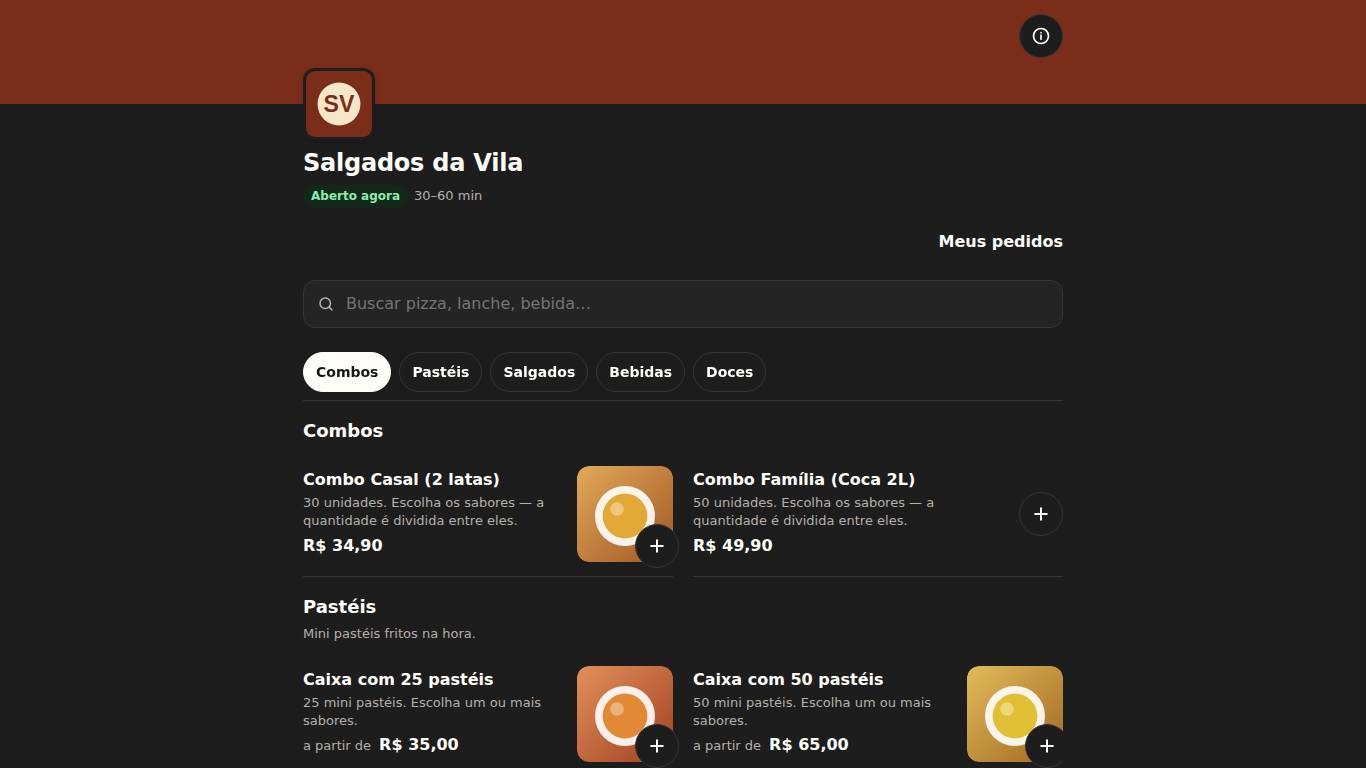 SV
Salgados da Vila
Aberto agora 30–60 min
Meus pedidos
Buscar pizza, lanche, bebida…
Combos Pastéis Salgados Bebidas Doces
Combos
Combo Casal (2 latas)
30 unidades. Escolha os sabores — a
quantidade é dividida entre eles.
R$ 34,90
Combo Família (Coca 2L)
50 unidades. Escolha os sabores — a
quantidade é dividida entre eles.
R$ 49,90
Pastéis
Mini pastéis fritos na hora.
Caixa com 25 pastéis
25 mini pastéis. Escolha um ou mais
sabores.
a partir de R$ 35,00
Caixa com 50 pastéis
50 mini pastéis. Escolha um ou mais
sabores.
a partir de R$ 65,00